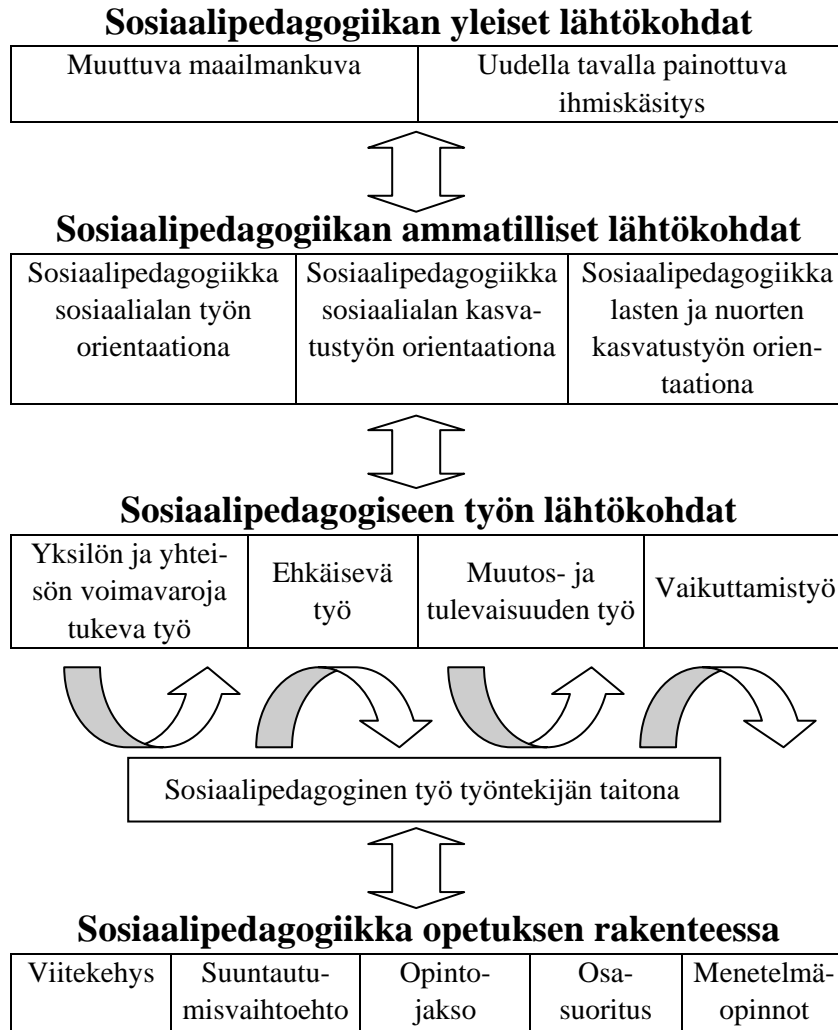 Sosiaalipedagogiikan yleiset lähtökohdat
Muuttuva maailmankuva
Uudella tavalla painottuva
ihmiskäsitys
Sosiaalipedagogiikan ammatilliset lähtökohdat
Sosiaalipedagogiikka
sosiaalialan työn
orientaationa
Sosiaalipedagogiikka
sosiaalialan kasva-
tustyön orientaationa
Sosiaalipedagogiikka
lasten ja nuorten
kasvatustyön orien-
taationa
Sosiaalipedagogiseen työn lähtökohdat
Yksilön ja yhtei-
sön voimavaroja
tukeva työ
Ehkäisevä
työ
Muutos- ja
tulevaisuuden työ
Vaikuttamistyö
Sosiaalipedagoginen työ työntekijän taitona
Sosiaalipedagogiikka opetuksen rakenteessa
Viitekehys
Suuntautu-
misvaihtoehto
Opinto-
jakso
Osa-
suoritus
Menetelmä-
opinnot